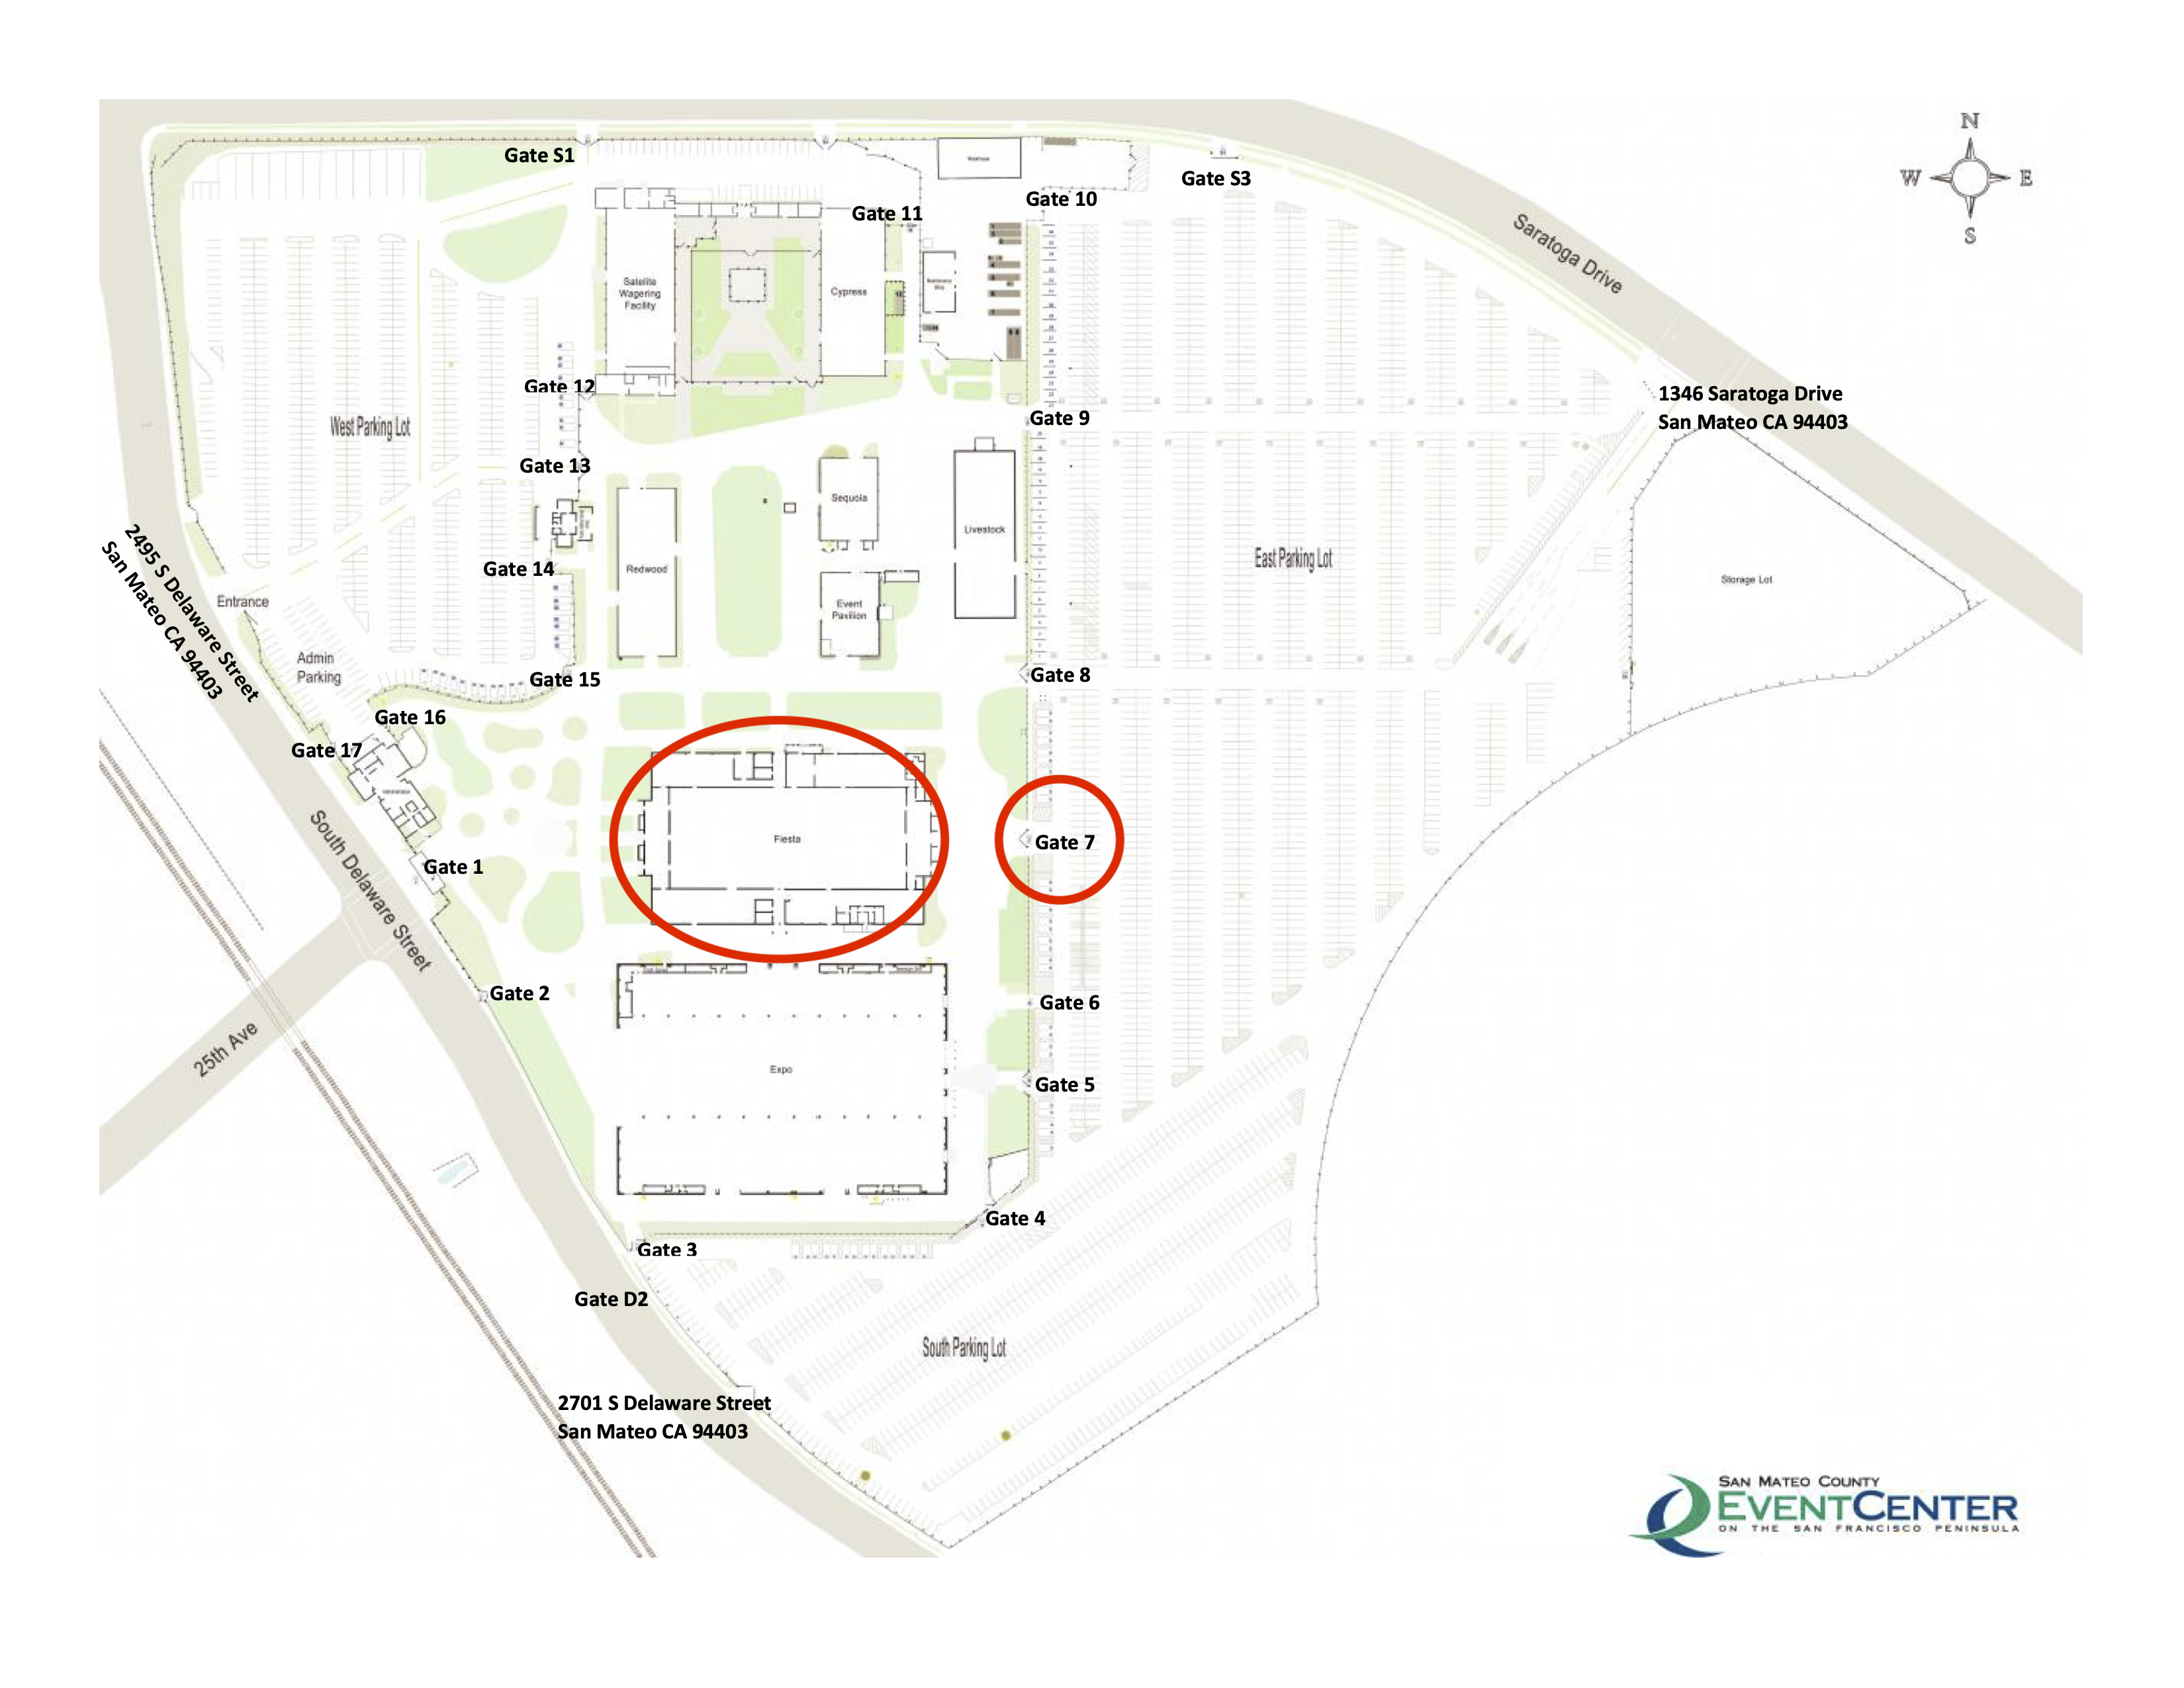 N
W E
S
Gate S1
Gate S3
Gate 10
Gate 11
Saratoga Drive
Satellite
Wagering
Facility
Cypress
Gate 12
1346 Saratoga Drive
San Mateo CA 94403
Gate 9
West Parking Lot
Gate 13
Sequoia
Livestock
2495 S Delaware Street
San Mateo CA 94403
Gate 14
Redwood
East Parking Lot
Storage Lot
Entrance
Event
Pavilion
Admin
Parking
Gate 15
Gate 8
Gate 16
Gate 17
Fiesta
Gate 7
South Delaware Street
Gate 1
Gate 2
Gate 6
25th Ave
Expo
Gate 5
Gate 4
Gate 3
Gate D2
South Parking Lot
2701 S Delaware Street
San Mateo CA 94403
SAN MATEO COUNTY
EVENTCENTER
ON THE SAN FRANCISCO PENINSULA